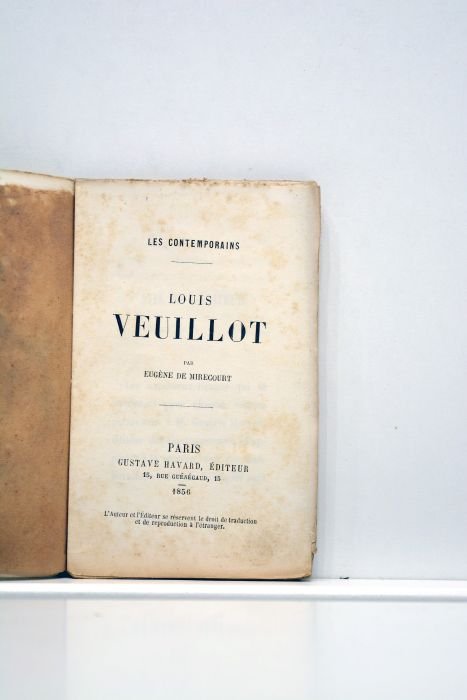 LES CONTEMPORAINS
LOUIS
VEUILLOT
PAR
EUGÈNE DE MIRECOURT
PARIS
GUSTAVE HAVARD, ÉDITEUR
15, RUE GUÉNÉGAUD, 15
1856
L'Auteur et l'Éditeur se réservent le droit de traduction
et de reproduction à l'étranger.